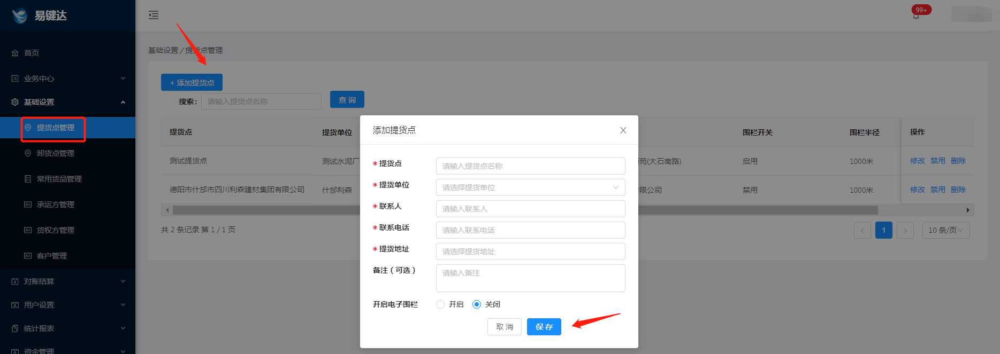 易键达
首页
业务中心
基础设置
提货点管理
卸货点管理
常用货品管理
承运方管理
货权方管理
客户管理
对账结算
用户设置
统计报表
资金管理
99+
基础设置 / 提货点管理
+ 添加提货点
搜索： 请输入提货点名称 查 询
提货点 提货单位 围栏开关 围栏半径 操作
测试提货点 测试水泥厂 苑(大石南路) 启用 1000米 修改 禁用 删除
德阳市什邡市四川利森建材集团有限公司 什邡利森 限公司 禁用 1000米 修改 禁用 删除
共 2 条记录 第 1 / 1 页
< 1 > 10 条/页
添加提货点 X
* 提货点 请输入提货点名称
* 提货单位 请选择提货单位
* 联系人 请输入联系人
* 联系电话 请输入联系电话
* 提货地址 请选择提货地址
备注（可选） 请输入备注
开启电子围栏 开启 关闭
取 消 保 存